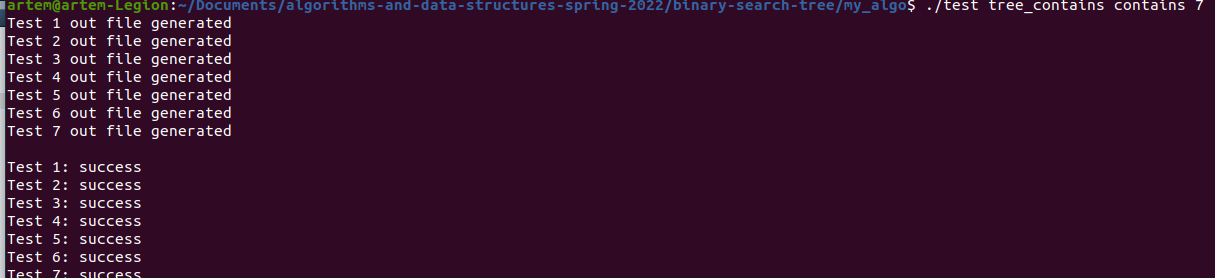 artem@artem-Legion:~/Documents/algorithms-and-data-structures-spring-2022/binary-search-tree/my_algo$ ./test tree_contains contains 7
Test 1 out file generated
Test 2 out file generated
Test 3 out file generated
Test 4 out file generated
Test 5 out file generated
Test 6 out file generated
Test 7 out file generated
Test 1: success
Test 2: success
Test 3: success
Test 4: success
Test 5: success
Test 6: success
Test 7: success